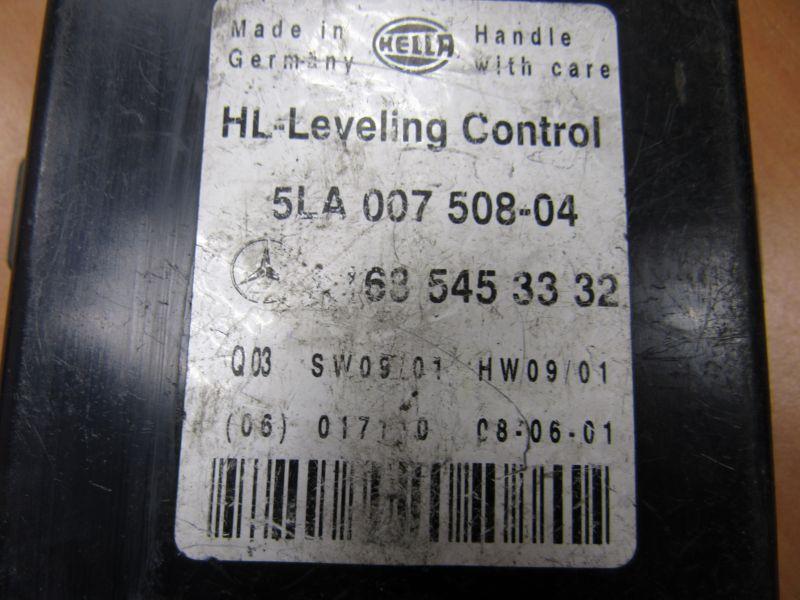 Made in
Germany
HELLA
Handle
with care
HL-Leveling Control
5LA 007 508-04
545 33 32
Q03 SW09/01 HW09/01
(06) 08-06-01